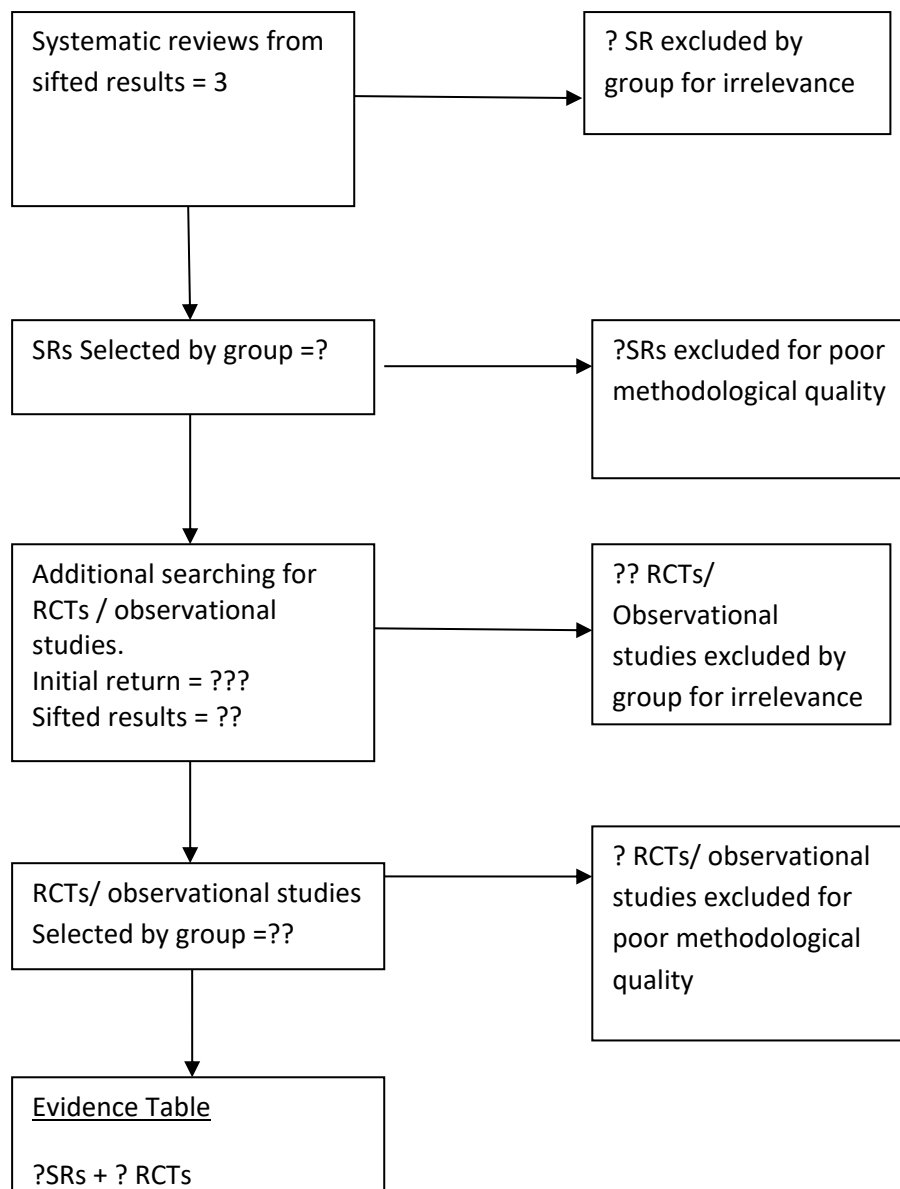 Systematic reviews from
sifted results = 3
? SR excluded by
group for irrelevance
SRs Selected by group =?
?SRs excluded for poor
methodological quality
Additional searching for
RCTs / observational
studies.
Initial return = ???
Sifted results = ??
?? RCTs/
Observational
studies excluded by
group for irrelevance
RCTs/ observational studies
Selected by group =??
? RCTs/ observational
studies excluded for
poor methodological
quality
Evidence Table
?SRs + ? RCTs